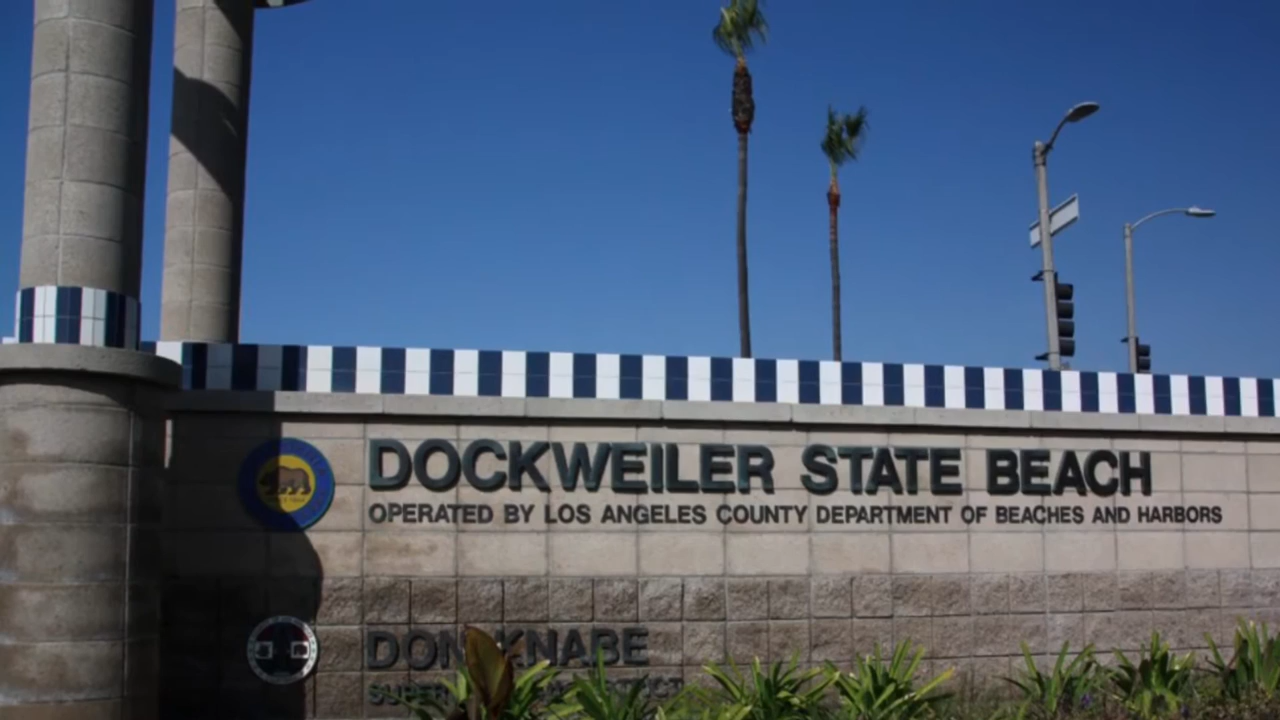 DOCKWEILER STATE BEACH
OPERATED BY LOS ANGELES COUNTY DEPARTMENT OF BEACHES AND HARBORS
DON KNABE